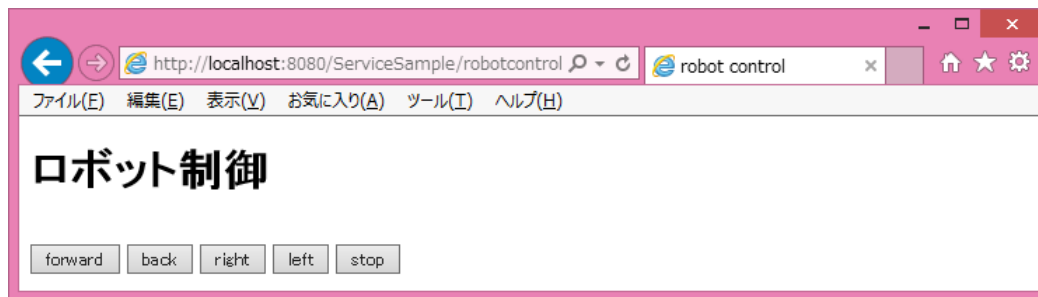 http://localhost:8080/ServiceSample/robotcontrol
robot control
ファイル(F) 編集(E) 表示(V) お気に入り(A) ツール(T) ヘルプ(H)
ロボット制御
forward back right left stop